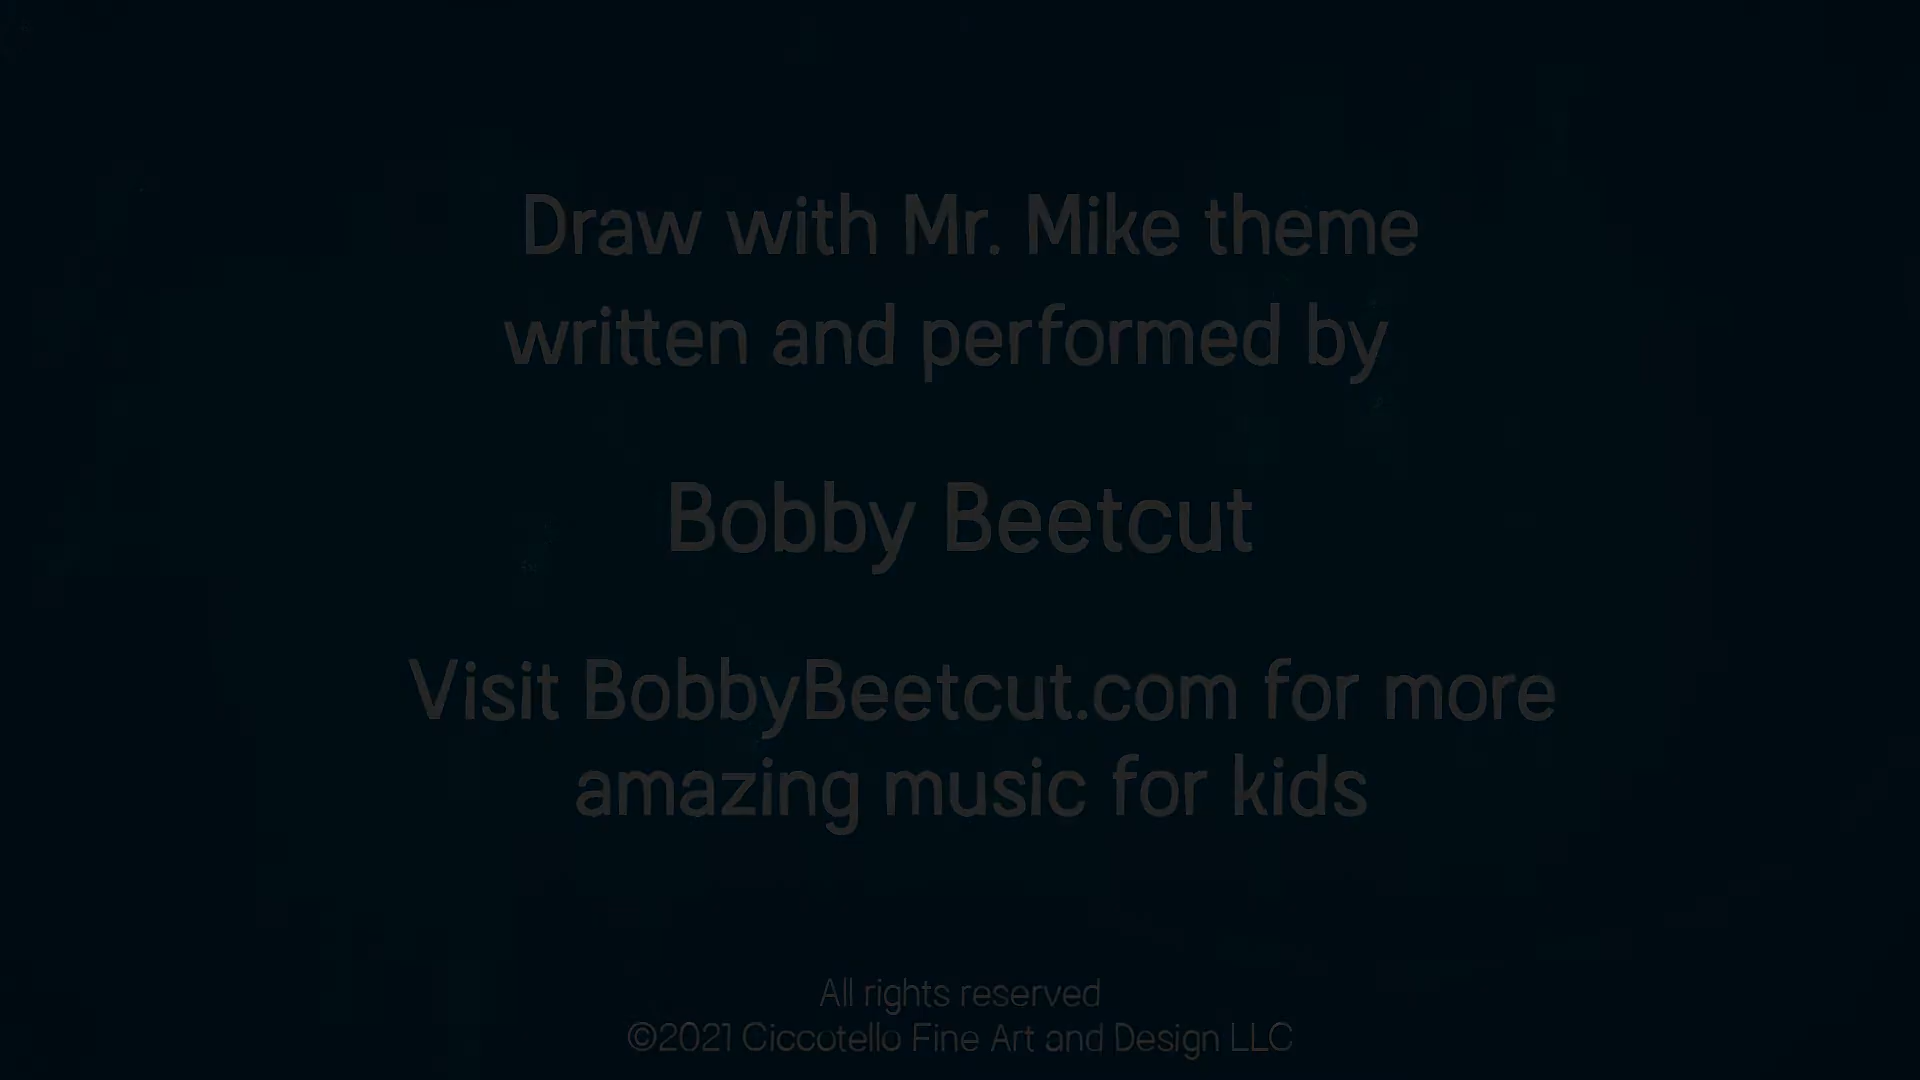 Draw with Mr. Mike theme
written and performed by
Bobby Beetcut
Visit BobbyBeetcut.com for more
amazing music for kids
All rights reserved
©2021 Ciccotello Fine Art and Design LLC